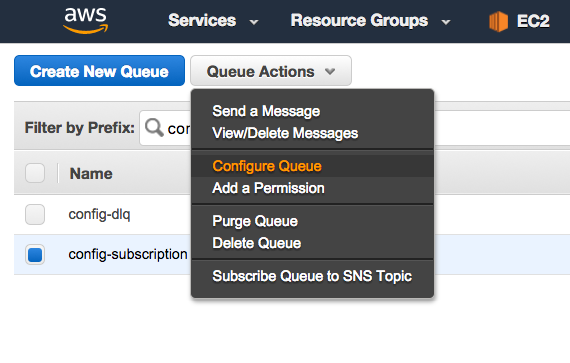 aws Services Resource Groups EC2
Create New Queue Queue Actions
Send a Message
Filter by Prefix: con
View/Delete Messages
Configure Queue
Name
Add a Permission
config-dlq
Purge Queue
Delete Queue
config-subscription
Subscribe Queue to SNS Topic